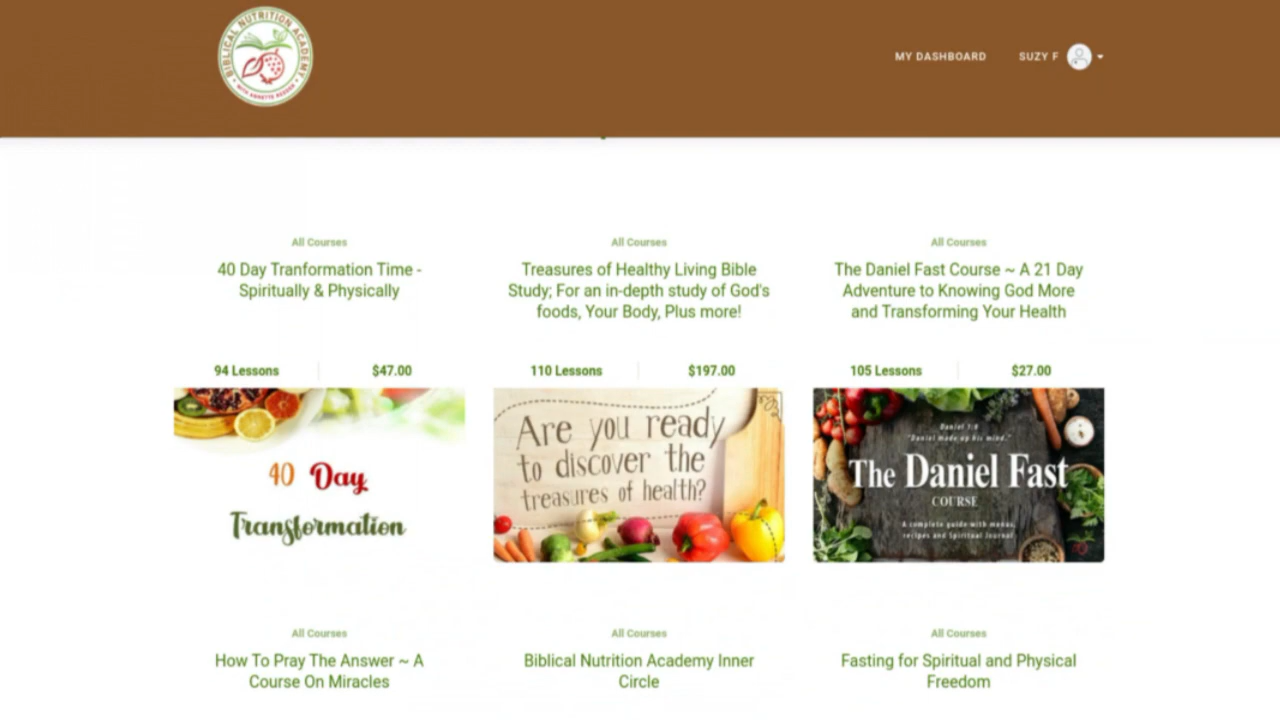 BIBLICAL NUTRITION ACADEMY
WITH ANNETTE REEDER
MY DASHBOARD
SUZY F
All Courses
40 Day Tranformation Time -
Spiritually & Physically
94 Lessons
$47.00
All Courses
Treasures of Healthy Living Bible
Study; For an in-depth study of God's
foods, Your Body, Plus more!
110 Lessons
$197.00
All Courses
The Daniel Fast Course ~ A 21 Day
Adventure to Knowing God More
and Transforming Your Health
105 Lessons
$27.00
40 Day
Transformation
Are you ready
to discover the
treasures of health?
Daniel 1:8
"Daniel made up his mind."
The Daniel Fast
COURSE
A complete guide with menus,
recipes and Spiritual Journal
All Courses
How To Pray The Answer ~ A
Course On Miracles
All Courses
Biblical Nutrition Academy Inner
Circle
All Courses
Fasting for Spiritual and Physical
Freedom